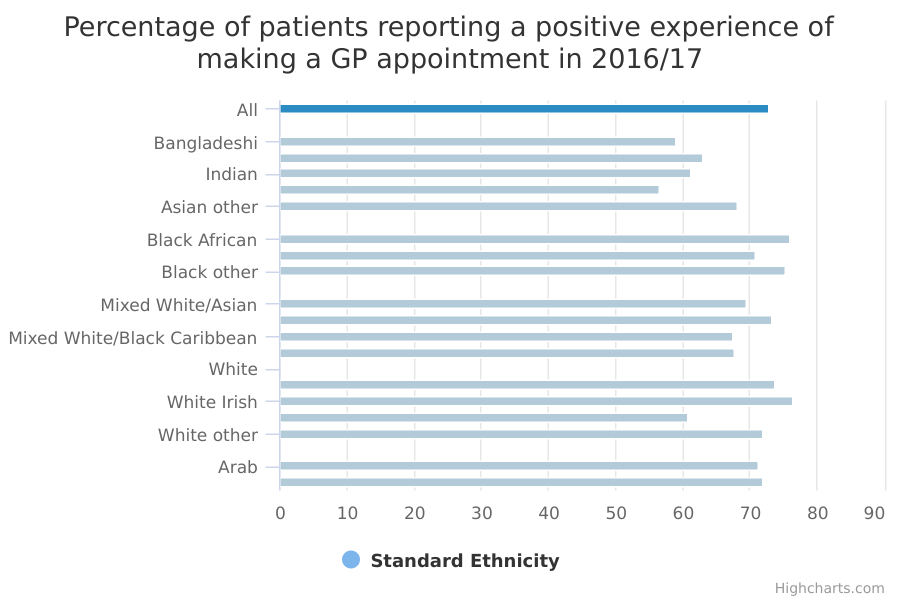 Percentage of patients reporting a positive experience of
making a GP appointment in 2016/17
All
Bangladeshi
Indian
Asian other
Black African
Black other
Mixed White/Asian
Mixed White/Black Caribbean
White
White Irish
White other
Arab
0 10 20 30 40 50 60 70 80 90
Standard Ethnicity
Highcharts.com